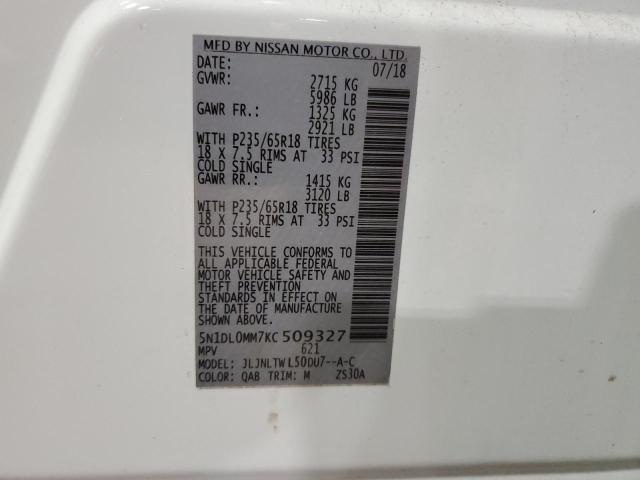 MFD BY NISSAN MOTOR CO., LTD.
DATE: 07/18
GVWR: 2715 KG
5986 LB
GAWR FR.: 1325 KG
2921 LB
WITH P235/65R18 TIRES
18 X 7.5 RIMS AT 33 PSI
COLD SINGLE
GAWR RR.: 1415 KG
3120 LB
WITH P235/65R18 TIRES
18 X 7.5 RIMS AT 33 PSI
COLD SINGLE
THIS VEHICLE CONFORMS TO
ALL APPLICABLE FEDERAL
MOTOR VEHICLE SAFETY AND
THEFT PREVENTION
STANDARDS IN EFFECT ON
THE DATE OF MANUFACTURE
SHOWN ABOVE.
5N1DL0MM7KC509327
MPV 621
MODEL: JLJNLTWL50DU7--A-C
COLOR: QAB TRIM: M ZS30A